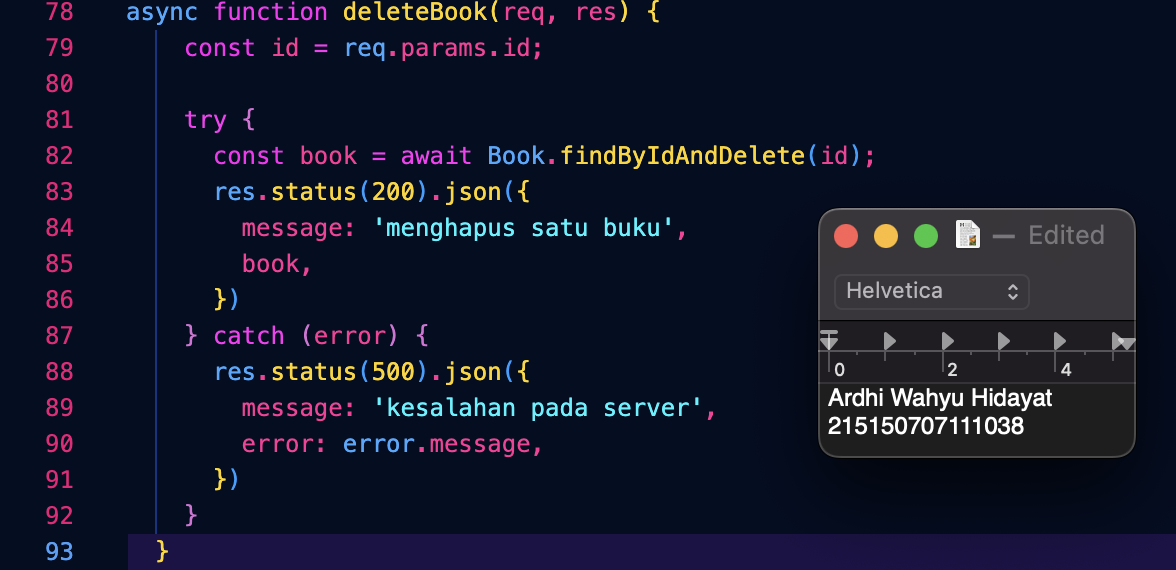 78 async function deleteBook(req, res) {
79 const id = req.params.id;
80
81 try {
82 const book = await Book.findByIdAndDelete(id);
83 res.status(200).json({
84 message: 'menghapus satu buku',
85 book,
86 })
87 } catch (error) {
88 res.status(500).json({
89 message: 'kesalahan pada server',
90 error: error.message,
91 })
92 }
93 }
— Edited
Helvetica
0 2 4
Ardhi Wahyu Hidayat
215150707111038